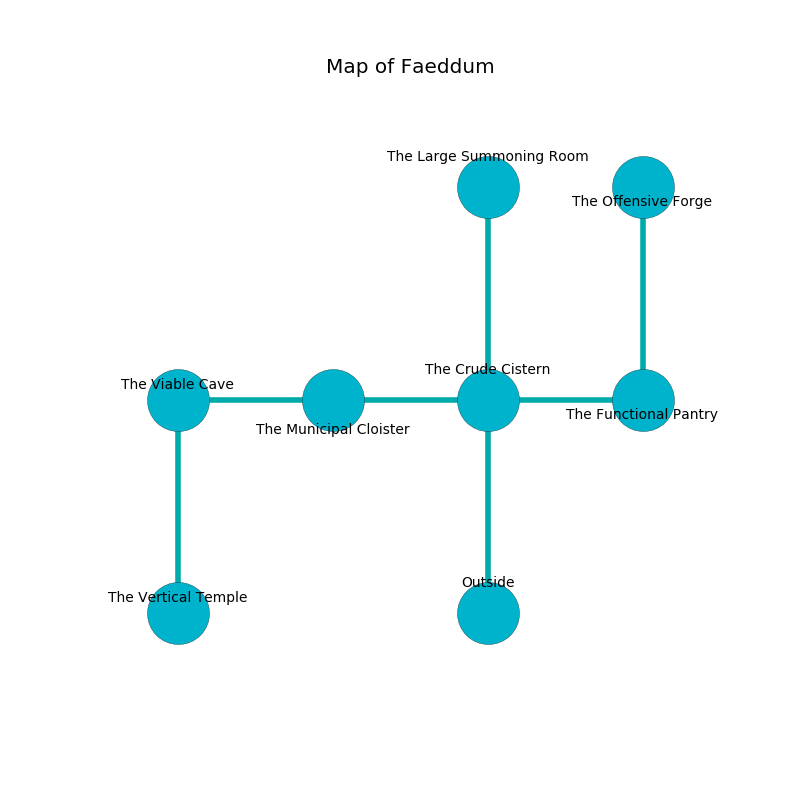 Map of Faeddum
The Large Summoning Room
The Offensive Forge
The Crude Cistern
The Viable Cave
The Functional Pantry
The Municipal Cloister
Outside
The Vertical Temple